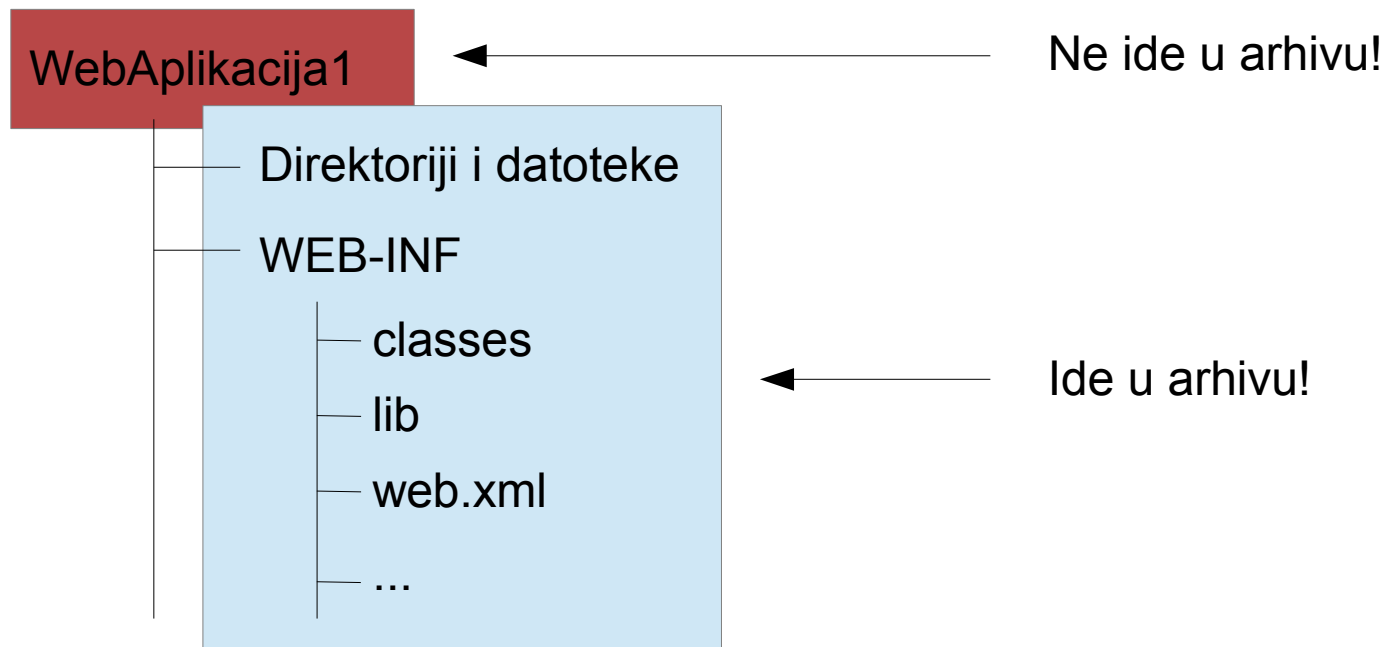 WebAplikacija1
Ne ide u arhivu!
Direktoriji i datoteke
WEB-INF
classes
Ide u arhivu!
lib
web.xml
...